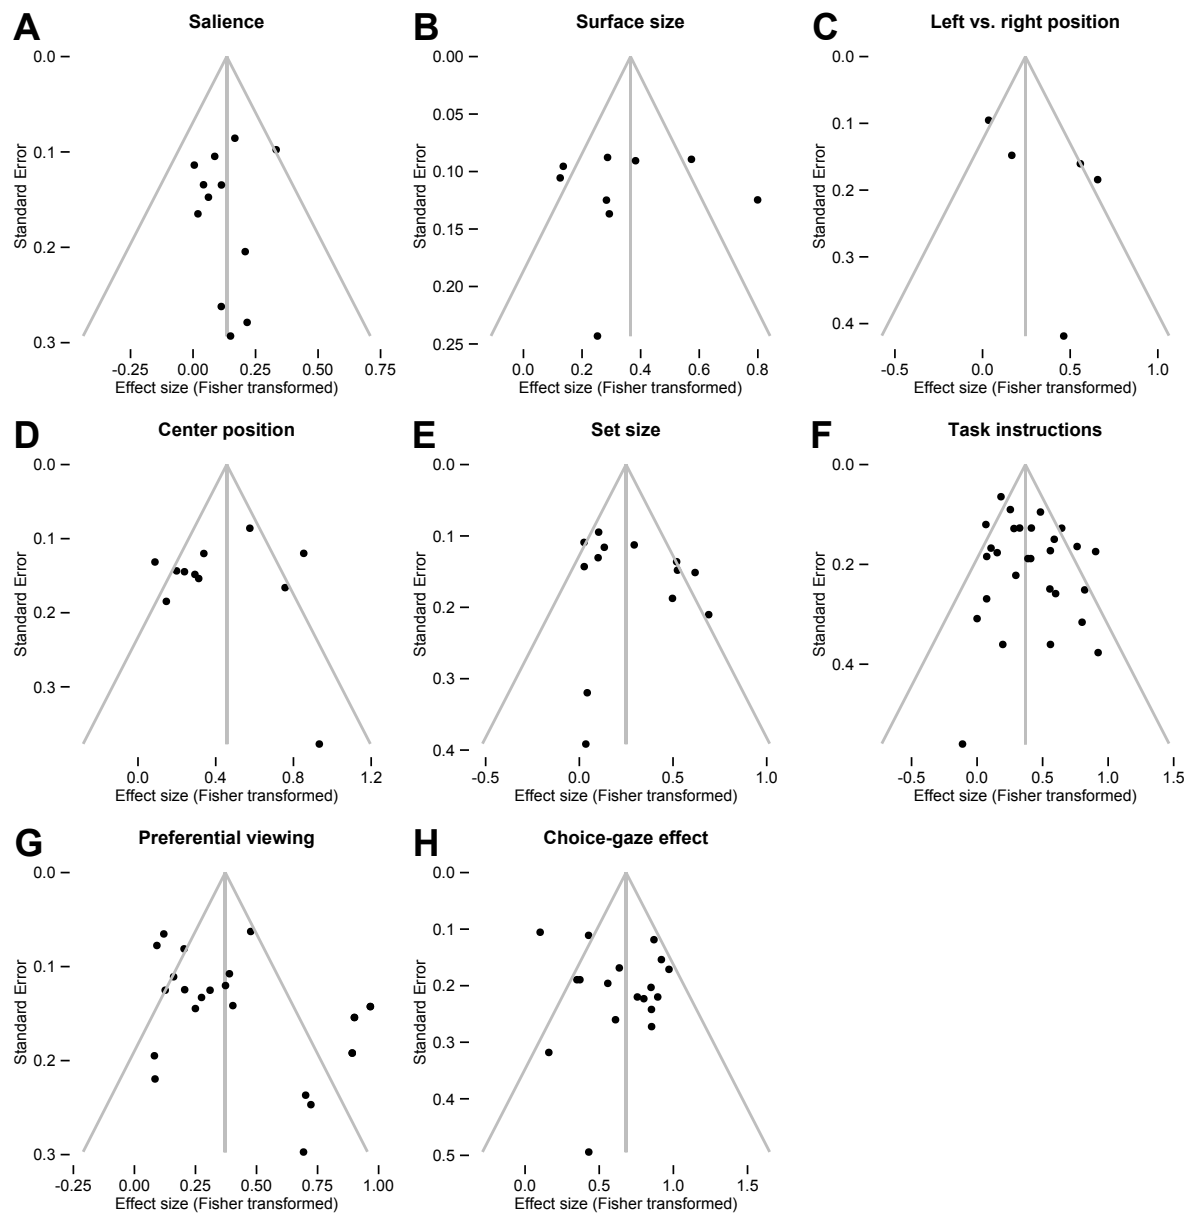 A Salience
0.0
0.1
0.2
0.3
Standard Error
-0.25 0.00 0.25 0.50 0.75
Effect size (Fisher transformed)
B Surface size
0.00
0.05
0.10
0.15
0.20
0.25
Standard Error
0.0 0.2 0.4 0.6 0.8
Effect size (Fisher transformed)
C Left vs. right position
0.0
0.1
0.2
0.3
0.4
Standard Error
-0.5 0.0 0.5 1.0
Effect size (Fisher transformed)
D Center position
0.0
0.1
0.2
0.3
Standard Error
0.0 0.4 0.8 1.2
Effect size (Fisher transformed)
E Set size
0.0
0.1
0.2
0.3
0.4
Standard Error
-0.5 0.0 0.5 1.0
Effect size (Fisher transformed)
F Task instructions
0.0
0.2
0.4
Standard Error
-0.5 0.0 0.5 1.0 1.5
Effect size (Fisher transformed)
G Preferential viewing
0.0
0.1
0.2
0.3
Standard Error
-0.25 0.00 0.25 0.50 0.75 1.00
Effect size (Fisher transformed)
H Choice-gaze effect
0.0
0.1
0.2
0.3
0.4
0.5
Standard Error
0.0 0.5 1.0 1.5
Effect size (Fisher transformed)